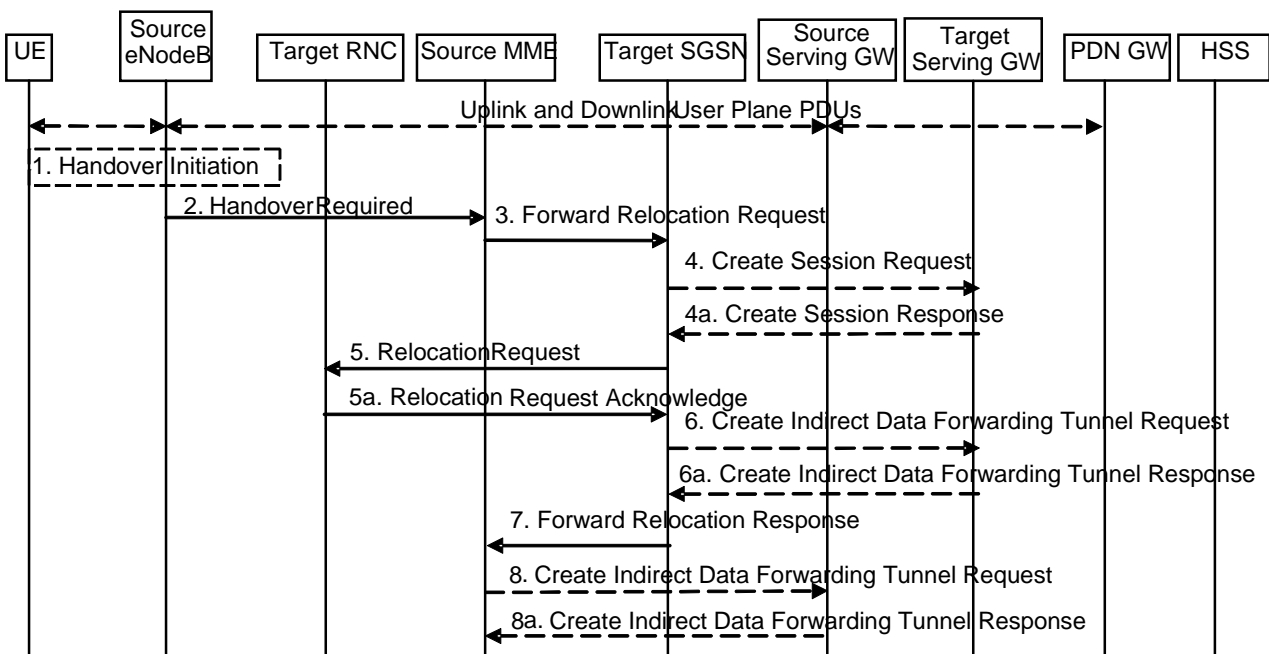 UE
Source
eNodeB
Target RNC
Source MME
Target SGSN
Source
Serving GW
Target
Serving GW
PDN GW
HSS
Uplink and Downlink User Plane PDUs
1. Handover Initiation
2. Handover Required
3. Forward Relocation Request
4. Create Session Request
4a. Create Session Response
5. Relocation Request
5a. Relocation Request Acknowledge
6. Create Indirect Data Forwarding Tunnel Request
6a. Create Indirect Data Forwarding Tunnel Response
7. Forward Relocation Response
8. Create Indirect Data Forwarding Tunnel Request
8a. Create Indirect Data Forwarding Tunnel Response